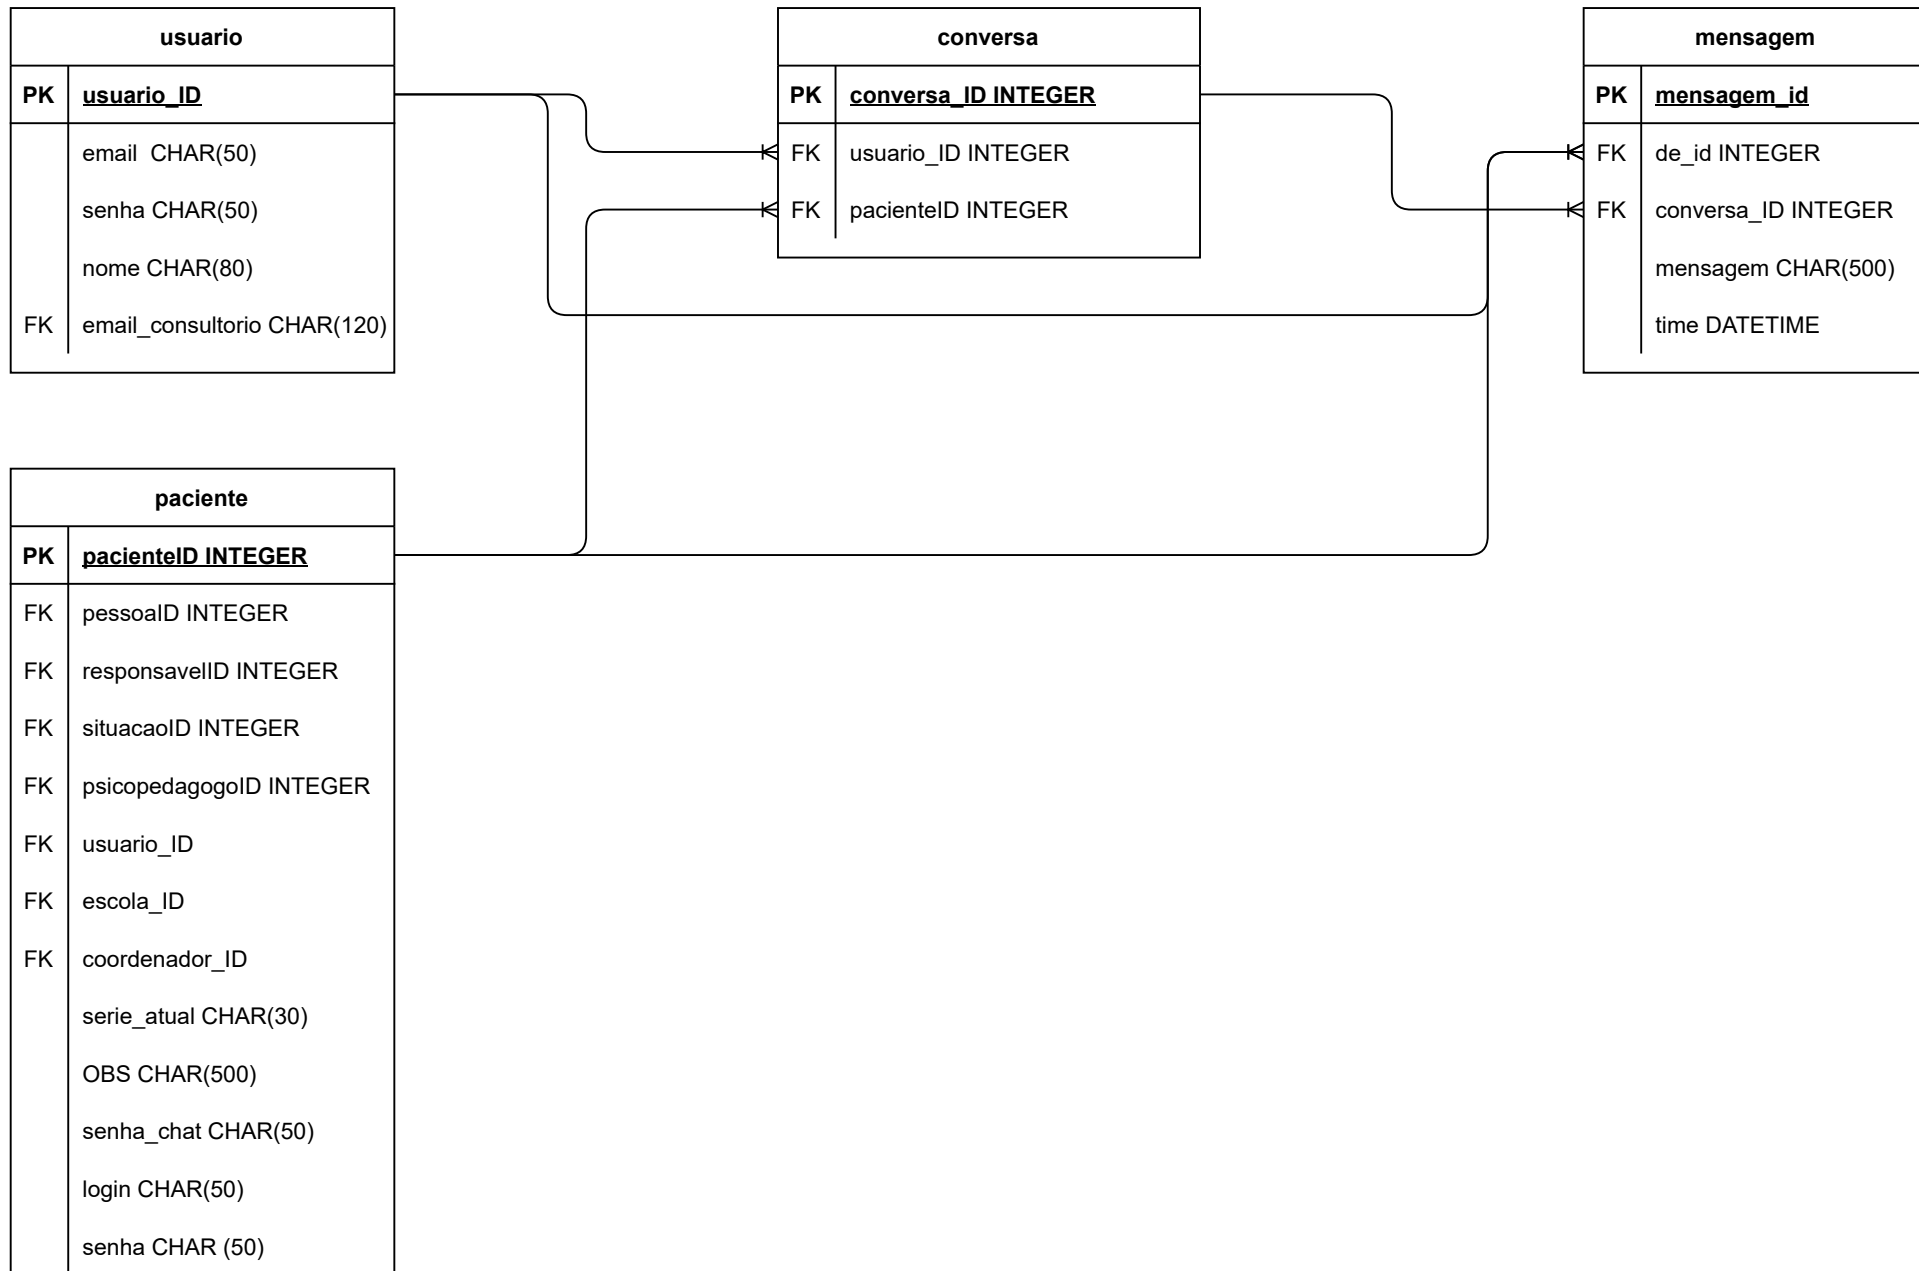 usuario
PK usuario_ID
email CHAR(50)
senha CHAR(50)
nome CHAR(80)
FK email_consultorio CHAR(120)
conversa
PK conversa_ID INTEGER
FK usuario_ID INTEGER
FK pacienteID INTEGER
mensagem
PK mensagem_id
FK de_id INTEGER
FK conversa_ID INTEGER
mensagem CHAR(500)
time DATETIME
paciente
PK pacienteID INTEGER
FK pessoaID INTEGER
FK responsavelID INTEGER
FK situacaoID INTEGER
FK psicopedagogoID INTEGER
FK usuario_ID
FK escola_ID
FK coordenador_ID
serie_atual CHAR(30)
OBS CHAR(500)
senha_chat CHAR(50)
login CHAR(50)
senha CHAR (50)